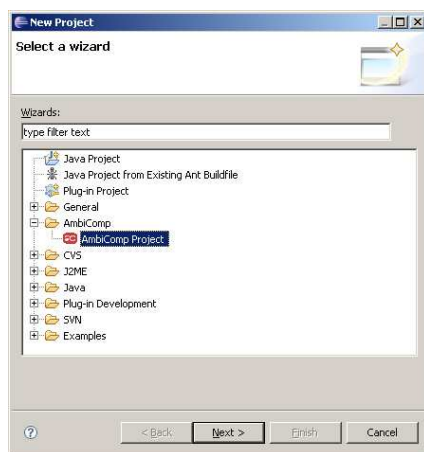 New Project
Select a wizard
Wizards:
type filter text
Java Project
Java Project from Existing Ant Buildfile
Plug-in Project
General
AmbiComp
AmbiComp Project
CVS
J2ME
Java
Plug-in Development
SVN
Examples
< Back Next > Finish Cancel